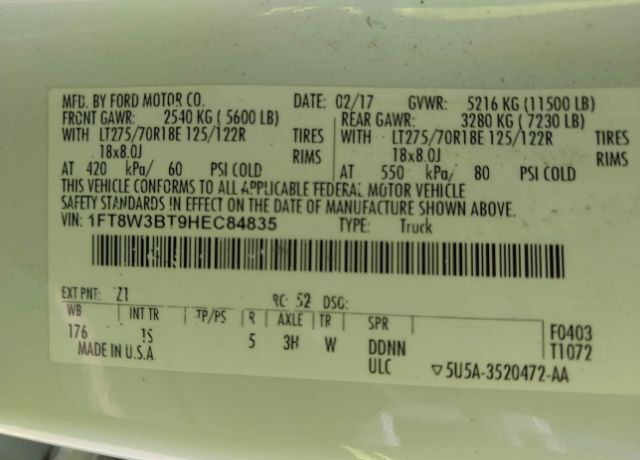 MFD. BY FORD MOTOR CO. DATE: 02/17 GVWR: 5216 KG (11500 LB)
FRONT GAWR: 2540 KG ( 5600 LB) REAR GAWR: 3280 KG ( 7230 LB)
WITH LT275/70R18E 125/122R TIRES WITH LT275/70R18E 125/122R TIRES
18x8.0J RIMS 18x8.0J RIMS
AT 420 kPa/ 60 PSI COLD AT 550 kPa/ 80 PSI COLD
THIS VEHICLE CONFORMS TO ALL APPLICABLE FEDERAL MOTOR VEHICLE
SAFETY STANDARDS IN EFFECT ON THE DATE OF MANUFACTURE SHOWN ABOVE.
VIN: 1FT8W3BT9HEC84835 TYPE: Truck
EXT PNT: Z1 RC: 52 DSO:
WB INT TR TP/PS R AXLE TR SPR F0403
176 1S 5 3H W DDNN T1072
MADE IN U.S.A. ULC ▽5U5A-3520472-AA